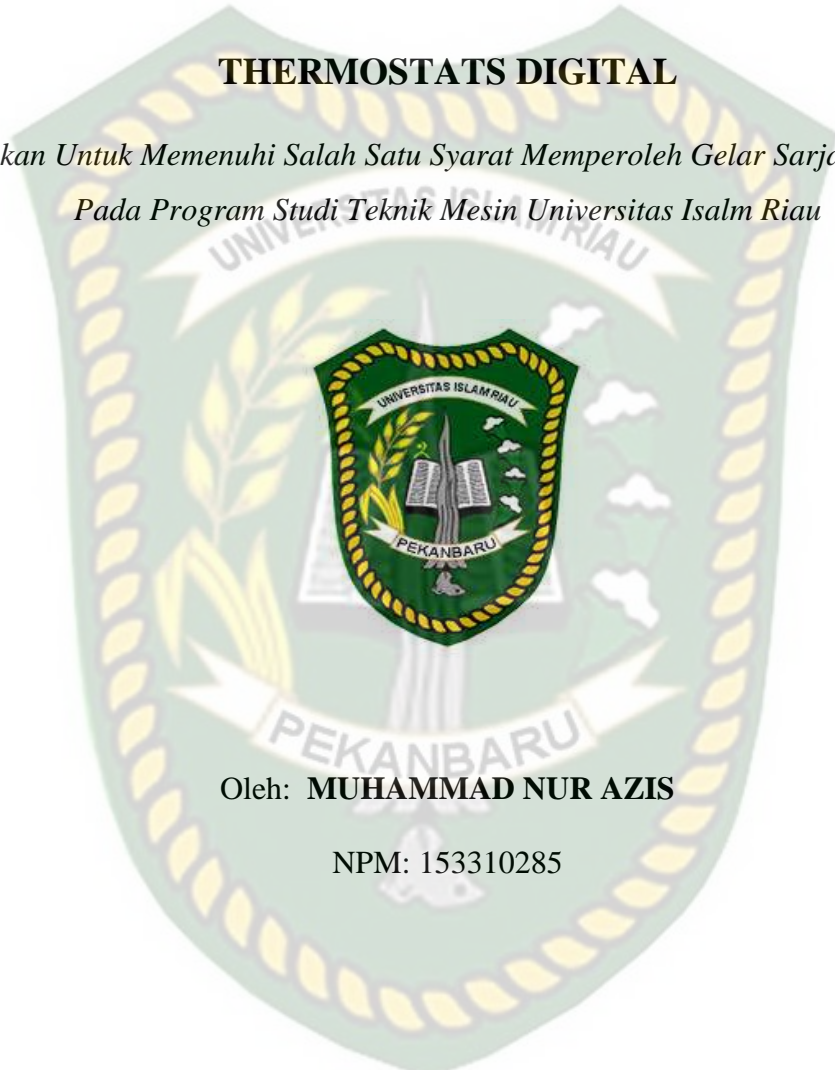 THERMOSTATS DIGITAL
kan Untuk Memenuhi Salah Satu Syarat Memperoleh Gelar Sarja
Pada Program Studi Teknik Mesin Universitas Isalm Riau
UNIVERSITAS ISLAM RIAU
UNIVERSITAS ISLAM RIAU
PEKANBARU
PEKANBARU
Oleh: MUHAMMAD NUR AZIS
NPM: 153310285